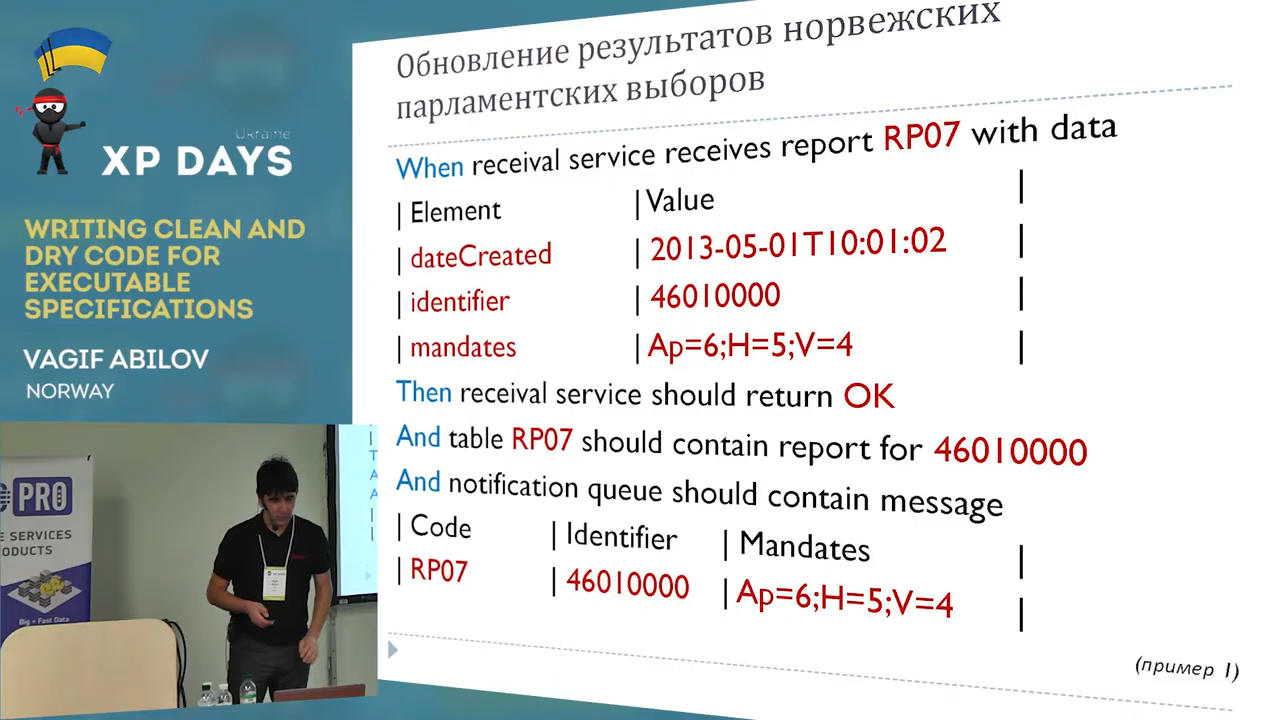 Ukraine
XP DAYS
WRITING CLEAN AND
DRY CODE FOR
EXECUTABLE
SPECIFICATIONS
VAGIF ABILOV
NORWAY
PRO
E SERVICES
ODUCTS
Big + Fast Data
Обновление результатов норвежских
парламентских выборов
When receival service receives report RP07 with data
| Element | Value |
| dateCreated | 2013-05-01T10:01:02 |
| identifier | 46010000 |
| mandates | Ap=6;H=5;V=4 |
Then receival service should return OK
And table RP07 should contain report for 46010000
And notification queue should contain message
| Code | Identifier | Mandates |
| RP07 | 46010000 | Ap=6;H=5;V=4 |
(пример 1)